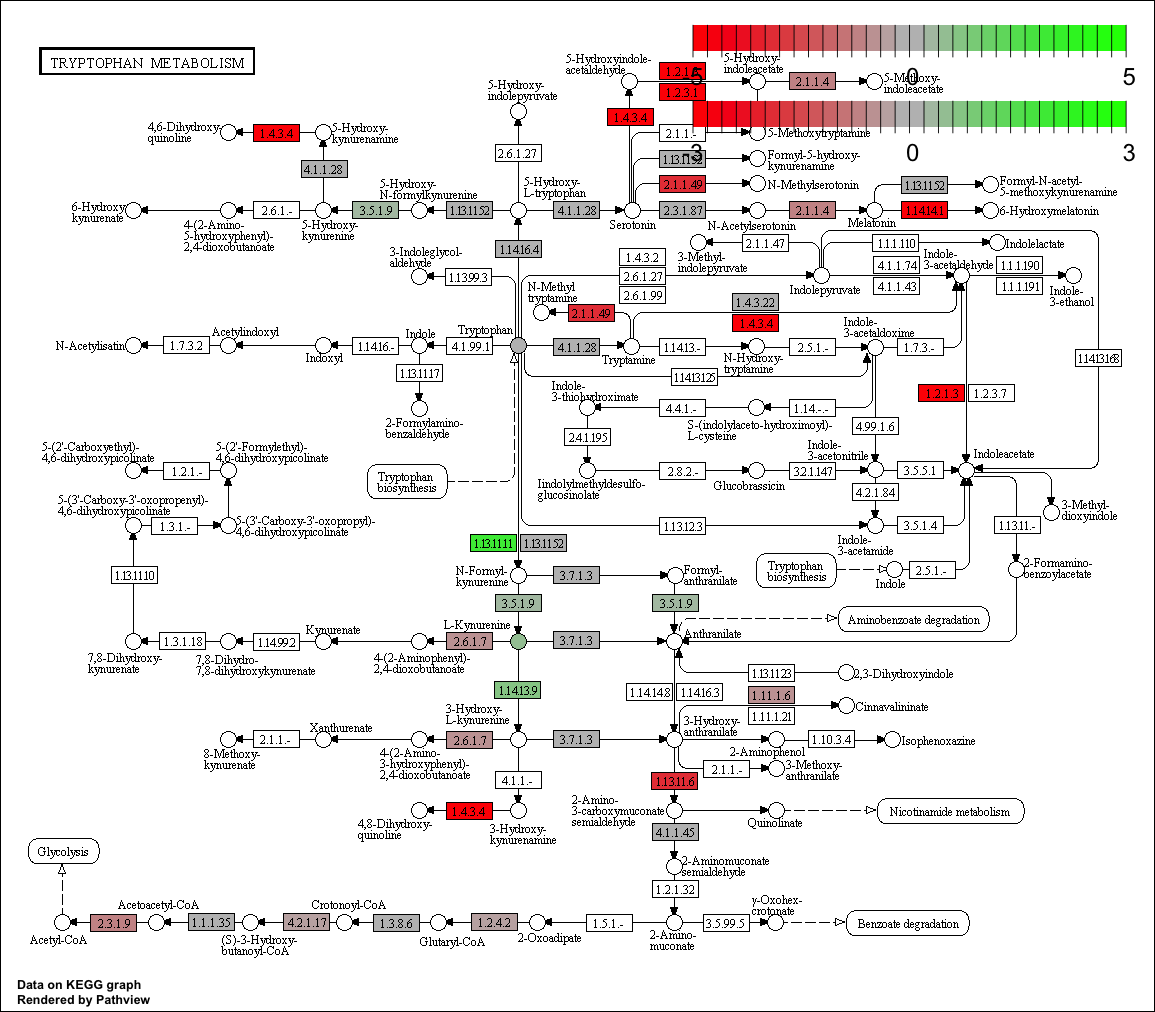 TRYPTOPHAN METABOLISM
-5
0
5
-3
0
3
5-Hydroxyindole-
acetaldehyde
1.2.1.3
1.2.3.1
5-Hydroxy-
indoleacetate
2.1.1.4
5-Methoxy-
indoleacetate
5-Hydroxy-
indolepyruvate
1.4.3.4
2.1.1.-
5-Methoxytryptamine
4,6-Dihydroxy-
quinoline
1.4.3.4
5-Hydroxy-
kynurenamine
2.6.1.27
1.13.11.52
Formyl-5-hydroxy-
kynurenamine
4.1.1.28
5-Hydroxy-
N-formylkynurenine
5-Hydroxy-
L-tryptophan
2.1.1.49
N-Methylserotonin
1.13.11.52
Formyl-N-acetyl-
5-methoxykynurenamine
6-Hydroxy
kynurenate
2.6.1.-
3.5.1.9
1.13.11.52
4.1.1.28
2.3.1.87
2.1.1.4
1.14.14.1
6-Hydroxymelatonin
4-(2-Amino-
5-hydroxyphenyl)-
2,4-dioxobutanoate
5-Hydroxy-
kynurenine
Serotonin
N-Acetylserotonin
Melatonin
1.14.16.4
3-Indoleglycol-
aldehyde
1.13.99.3
1.4.3.2
2.6.1.27
2.6.1.99
2.1.1.47
3-Methyl-
indolepyruvate
1.1.1.110
Indolelactate
4.1.1.74
4.1.1.43
Indole-
3-acetaldehyde
1.1.1.190
1.1.1.191
Indolepyruvate
Indole-
3-ethanol
N-Methyl
tryptamine
2.1.1.49
1.4.3.22
1.4.3.4
N-Acetylisatin
1.7.3.2
Acetylindoxyl
Indoxyl
1.14.16.-
Indole
4.1.99.1
Tryptophan
4.1.1.28
Tryptamine
1.14.13.-
N-Hydroxy-
tryptamine
2.5.1.-
Indole-
3-acetaldoxime
1.7.3.-
1.14.13.168
1.13.11.17
1.14.13.125
2-Formylamino-
benzaldehyde
Indole
-3-thiohydroximate
4.4.1.-
1.14.-.-
S-(indolylaceto-hydroximoyl)-
L-cysteine
1.2.1.3
1.2.3.7
2.4.1.195
4.99.1.6
5-(2'-Carboxyethyl)-
4,6-dihydroxypicolinate
5-(2'-Formylethyl)-
4,6-dihydroxypicolinate
1.2.1.-
Tryptophan
biosynthesis
Iindolylmethyldesulfo-
glucosinolate
2.8.2.-
Glucobrassicin
3.2.1.147
Indole-
3-acetonitrile
3.5.5.1
Indoleacetate
4.2.1.84
5-(3'-Carboxy-3'-oxopropenyl)-
4,6-dihydroxypicolinate
1.3.1.-
5-(3'-Carboxy-3'-oxopropyl)-
4,6-dihydroxypicolinate
1.13.12.3
3.5.1.4
Indole-
3-acetamide
1.13.11.-
3-Methyl-
dioxyindole
1.13.11.11
1.13.11.52
Tryptophan
biosynthesis
Indole
2.5.1.-
2-Formamino-
benzoylacetate
1.13.11.10
N-Formyl-
kynurenine
3.7.1.3
Formyl-
anthranilate
3.5.1.9
3.5.1.9
Aminobenzoate degradation
7,8-Dihydroxy-
kynurenate
1.3.1.18
7,8-Dihydro-
7,8-dihydroxykynurenate
1.14.99.2
Kynurenate
4-(2-Aminophenyl)-
2,4-dioxobutanoate
2.6.1.7
L-Kynurenine
3.7.1.3
Anthranilate
1.14.13.9
1.14.14.8
1.14.16.3
1.13.11.23
2,3-Dihydroxyindole
1.11.1.6
1.11.1.21
Cinnavalininate
8-Methoxy-
kynurenate
2.1.1.-
Xanthurenate
4-(2-Amino-
3-hydroxyphenyl)-
2,4-dioxobutanoate
2.6.1.7
3-Hydroxy-
L-kynurenine
3.7.1.3
3-Hydroxy-
anthranilate
2-Aminophenol
1.10.3.4
Isophenoxazine
2.1.1.-
3-Methoxy-
anthranilate
4.1.1.-
1.13.11.6
4,8-Dihydroxy-
quinoline
1.4.3.4
3-Hydroxy-
kynurenamine
2-Amino-
3-carboxymuconate
semialdehyde
Quinolinate
Nicotinamide metabolism
4.1.1.45
2-Aminomuconate
semialdehyde
1.2.1.32
Glycolysis
Acetyl-CoA
2.3.1.9
Acetoacetyl-CoA
1.1.1.35
(S)-3-Hydroxy-
butanoyl-CoA
4.2.1.17
Crotonoyl-CoA
1.3.8.6
Glutaryl-CoA
1.2.4.2
2-Oxoadipate
1.5.1.-
2-Amino-
muconate
3.5.99.5
γ-Oxohex-
crotonate
Benzoate degradation
Data on KEGG graph
Rendered by Pathview